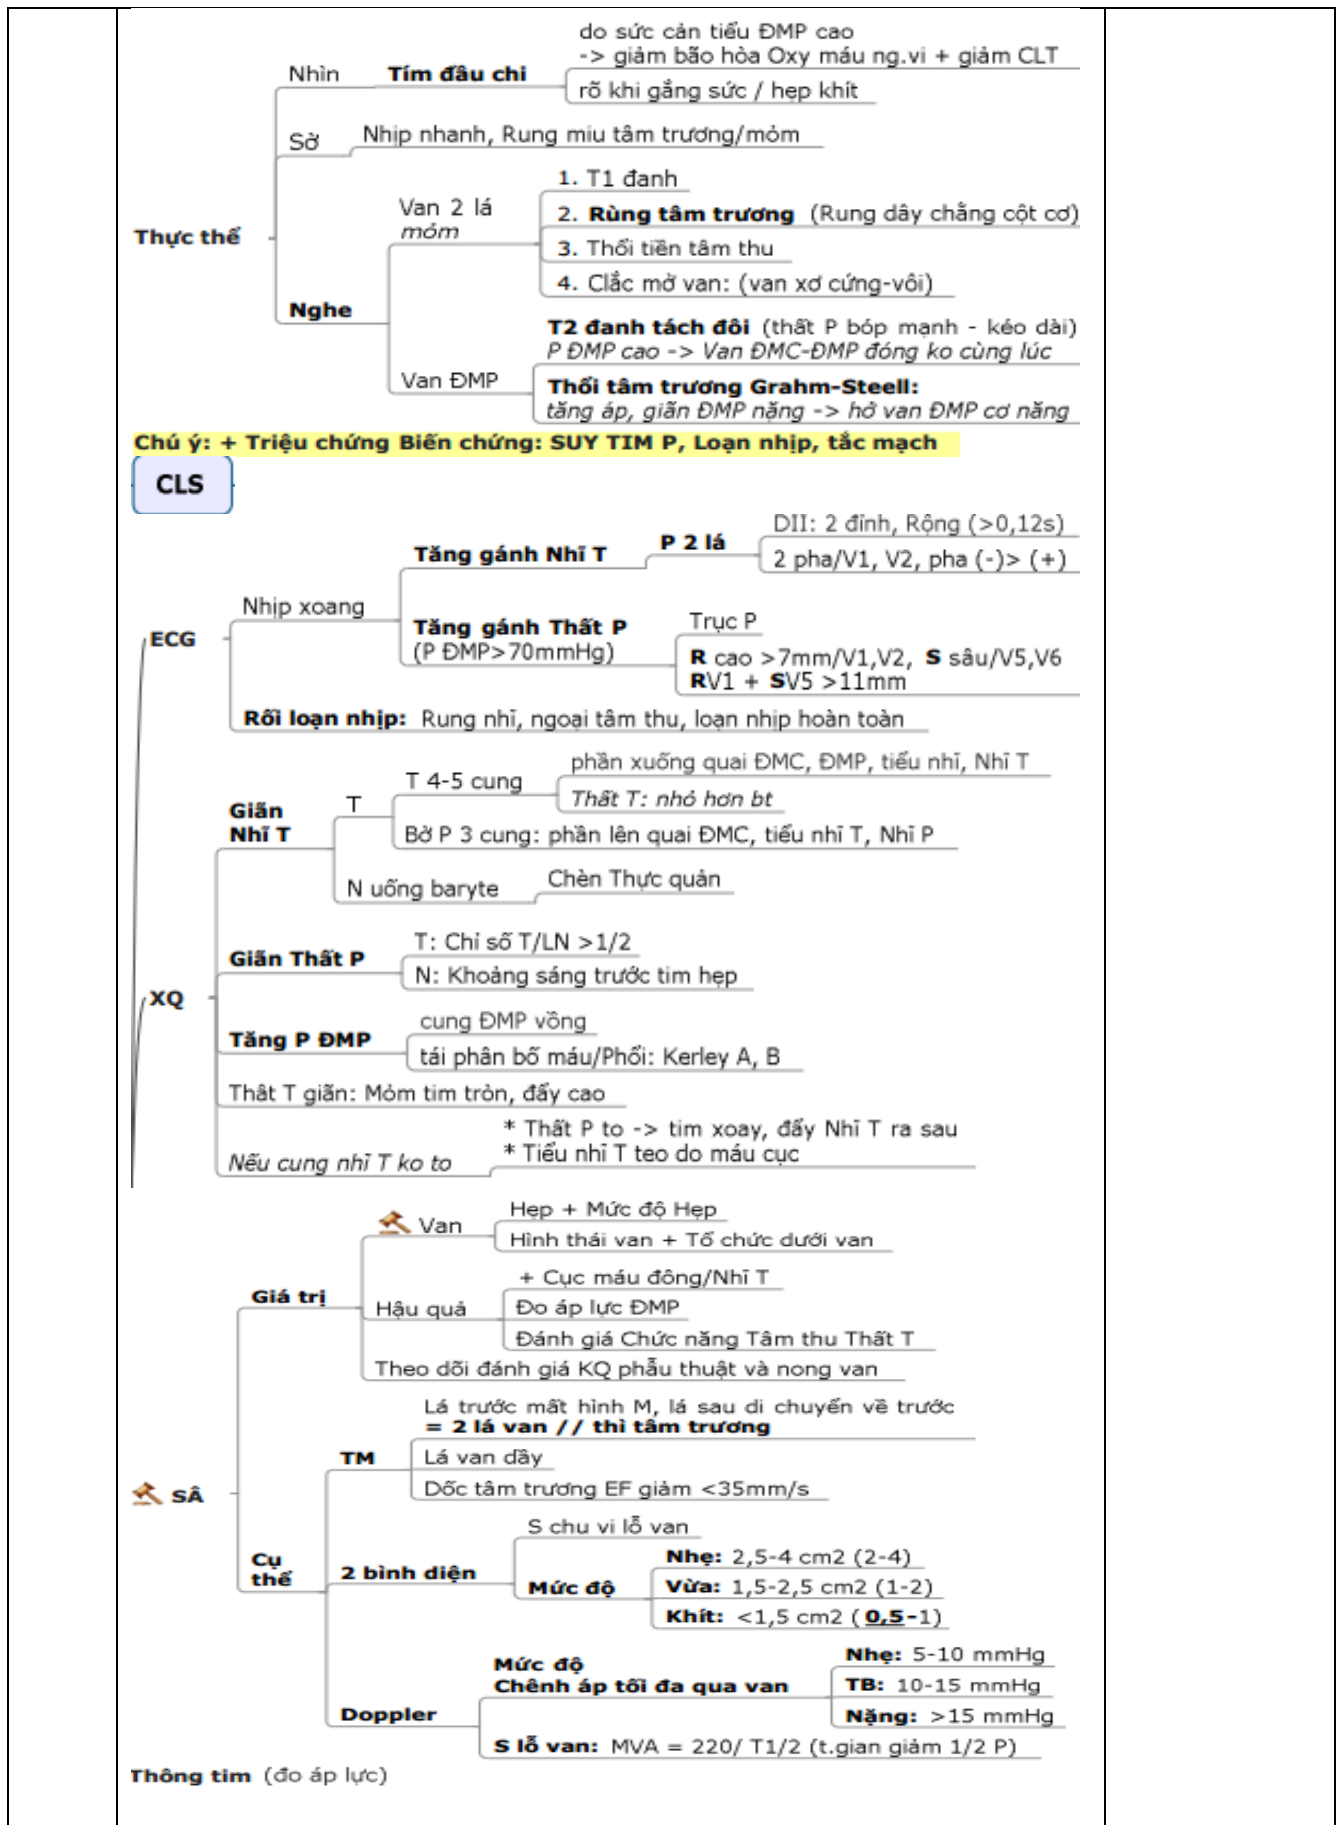 do sức cản tiểu ĐMP cao
-> giảm bão hòa Oxy máu ng.vi + giảm CLT
Nhìn
Tím đầu chi
rõ khi gắng sức / hẹp khít
Sờ
Nhịp nhanh, Rung miu tâm trương/mỏm
1. T1 đanh
Van 2 lá
mỏm
2. Rùng tâm trương (Rung dây chằng cột cơ)
Thực thể
3. Thổi tiền tâm thu
4. Clắc mở van: (van xơ cứng-vôi)
Nghe
T2 đanh tách đôi (thất P bóp mạnh - kéo dài)
P ĐMP cao -> Van ĐMC-ĐMP đóng ko cùng lúc
Van ĐMP
Thổi tâm trương Grahm-Steell:
tăng áp, giãn ĐMP nặng -> hở van ĐMP cơ năng
Chú ý: + Triệu chứng Biến chứng: SUY TIM P, Loạn nhịp, tắc mạch
CLS
DII: 2 đỉnh, Rộng (>0,12s)
Tăng gánh Nhĩ T
P 2 lá
2 pha/V1, V2, pha (-)> (+)
Nhịp xoang
Trục P
Tăng gánh Thất P
(P ĐMP>70mmHg)
ECG
R cao >7mm/V1,V2, S sâu/V5,V6
RV1 + SV5 >11mm
Rối loạn nhịp: Rung nhĩ, ngoại tâm thu, loạn nhịp hoàn toàn
phần xuống quai ĐMC, ĐMP, tiểu nhĩ, Nhĩ T
T 4-5 cung
Thất T: nhỏ hơn bt
Giãn
Nhĩ T
T
Bờ P 3 cung: phần lên quai ĐMC, tiểu nhĩ T, Nhĩ P
N uống baryte
Chèn Thực quản
T: Chỉ số T/LN >1/2
Giãn Thất P
N: Khoảng sáng trước tim hẹp
XQ
cung ĐMP vồng
Tăng P ĐMP
tái phân bố máu/Phổi: Kerley A, B
Thât T giãn: Mỏm tim tròn, đẩy cao
* Thất P to -> tim xoay, đẩy Nhĩ T ra sau
* Tiểu nhĩ T teo do máu cục
Nếu cung nhĩ T ko to
Hẹp + Mức độ Hẹp
Van
Hình thái van + Tổ chức dưới van
Giá trị
+ Cục máu đông/Nhĩ T
Hậu quả
Đo áp lực ĐMP
Đánh giá Chức năng Tâm thu Thất T
Theo dõi đánh giá KQ phẫu thuật và nong van
Lá trước mất hình M, lá sau di chuyển về trước
= 2 lá van // thì tâm trương
TM
Lá van dầy
Dốc tâm trương EF giảm <35mm/s
SÂ
S chu vi lỗ van
Cụ
thể
2 bình diện
Mức độ
Nhẹ: 2,5-4 cm2 (2-4)
Vừa: 1,5-2,5 cm2 (1-2)
Khít: <1,5 cm2 ( 0,5-1)
Mức độ
Chênh áp tối đa qua van
Nhẹ: 5-10 mmHg
TB: 10-15 mmHg
Nặng: >15 mmHg
Doppler
S lỗ van: MVA = 220/ T1/2 (t.gian giảm 1/2 P)
Thông tim (đo áp lực)